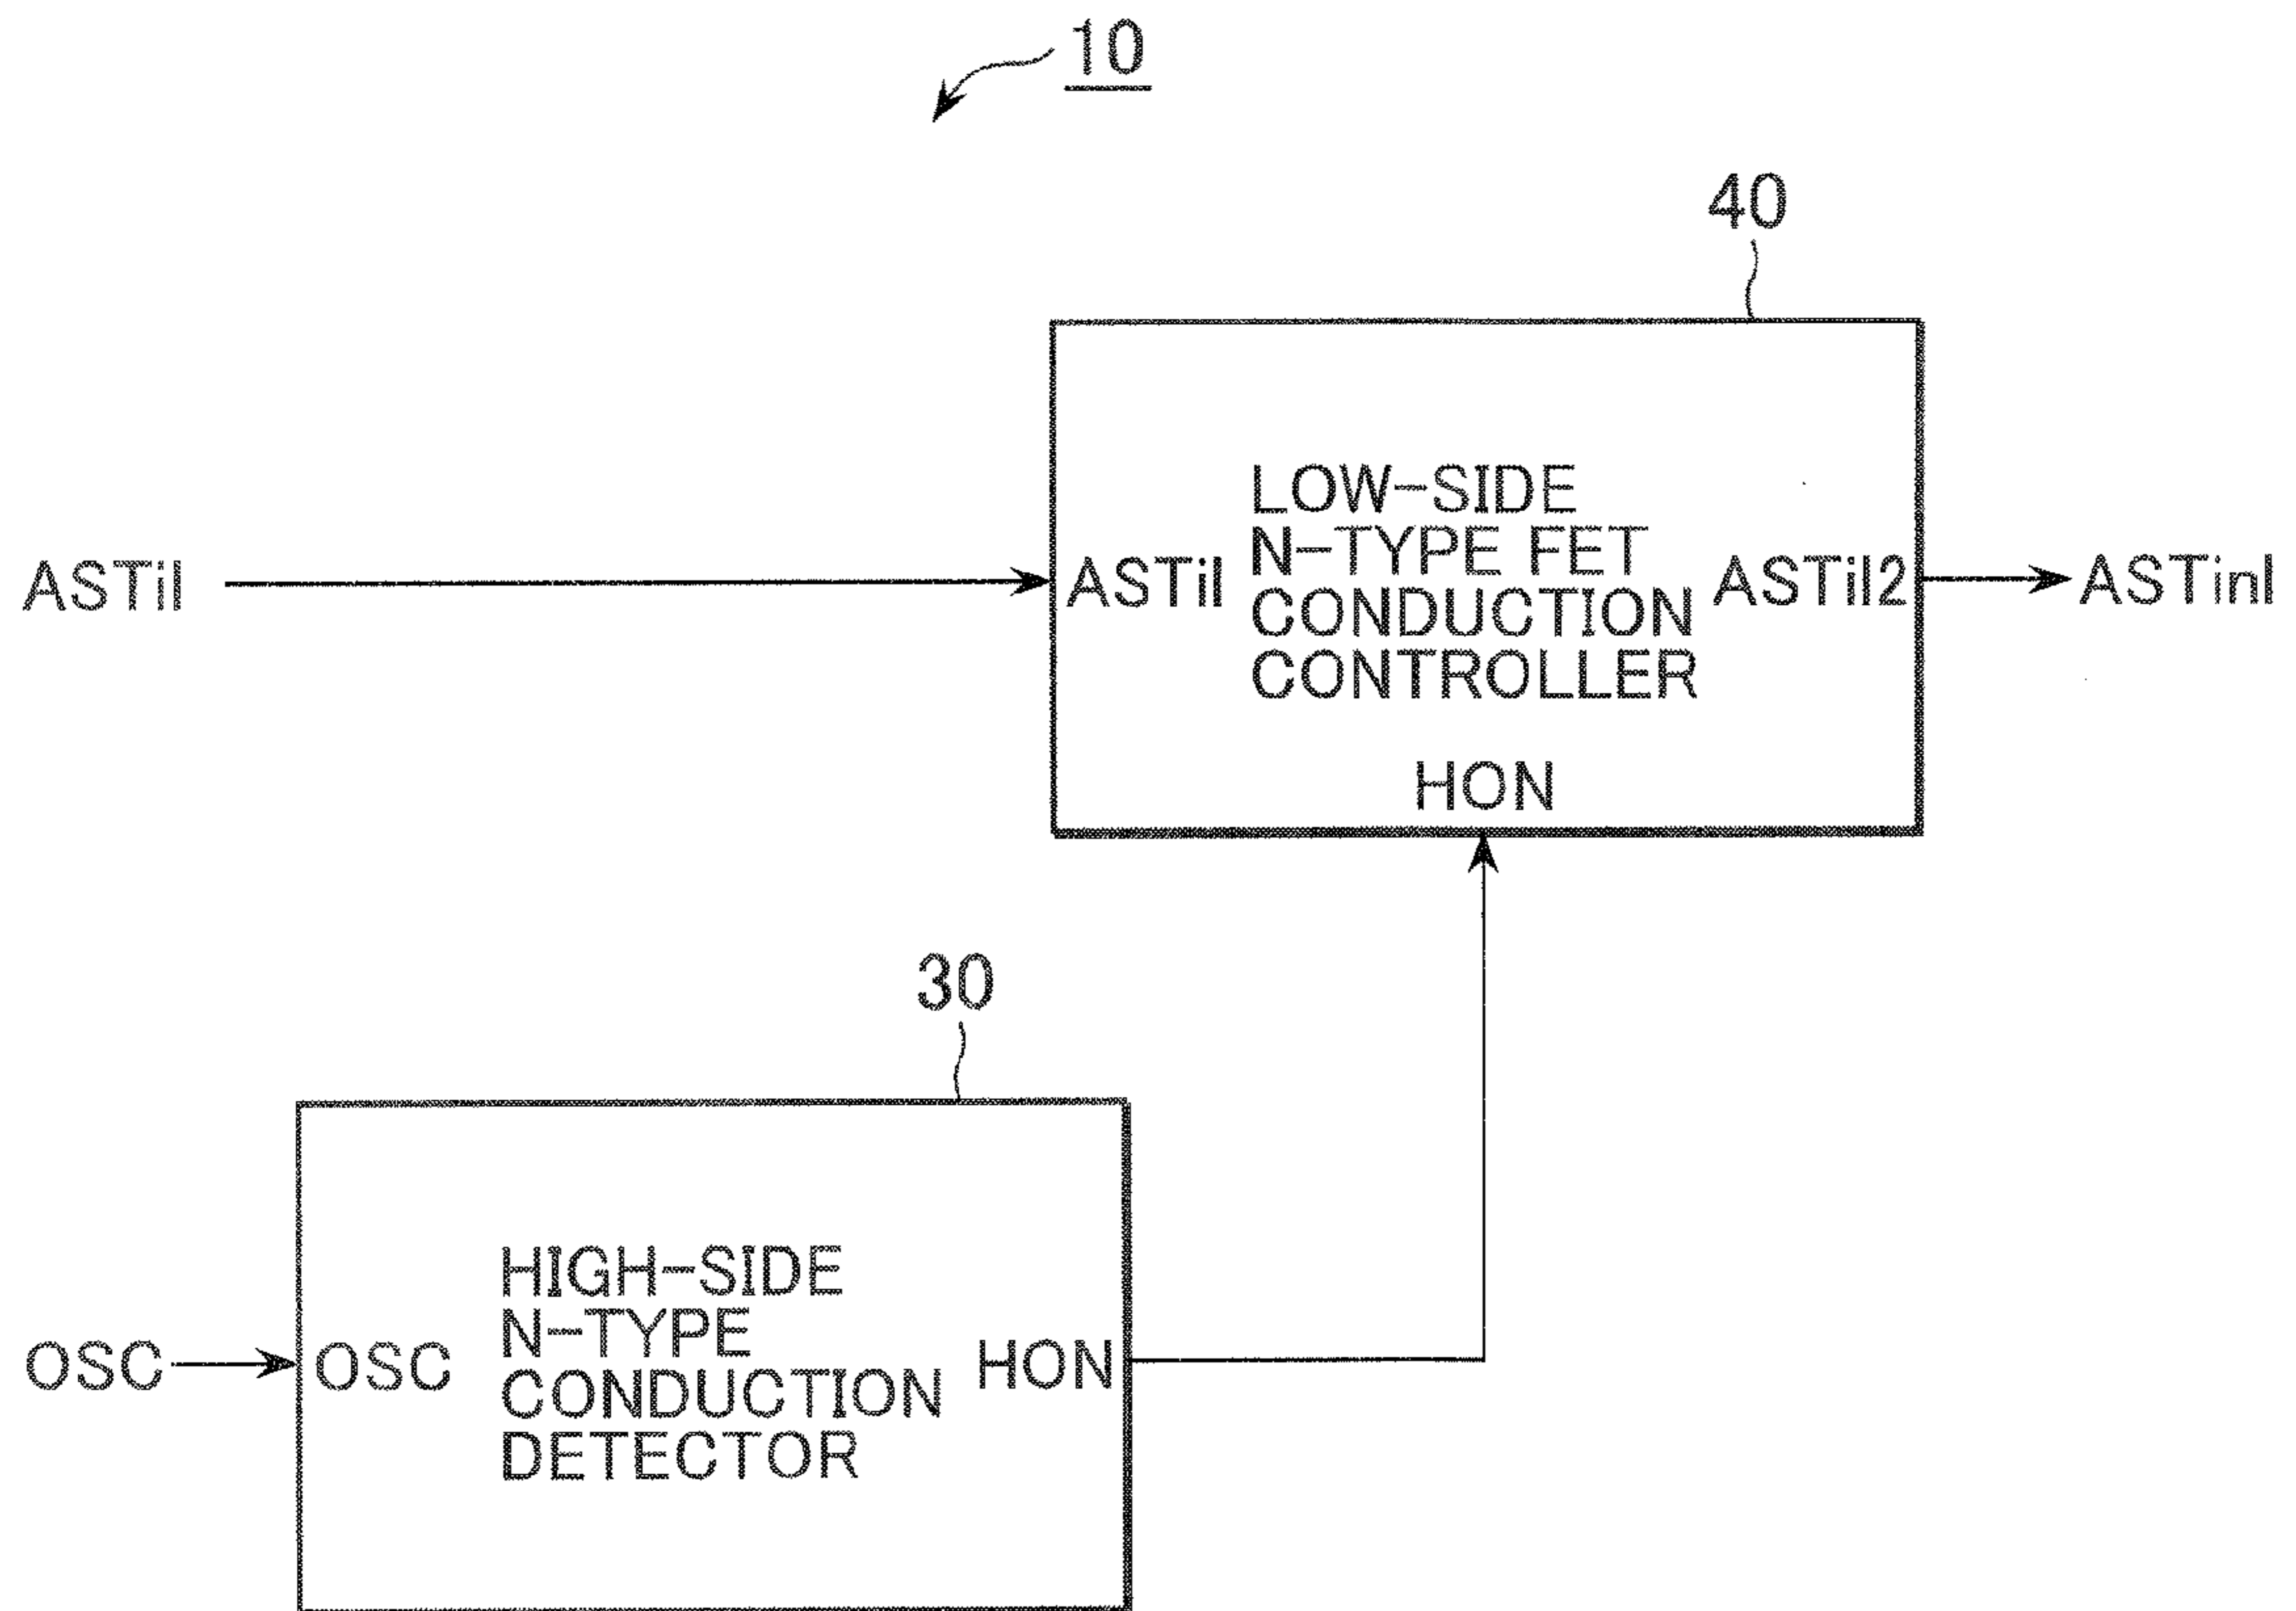 10
40
LOW-SIDE
N-TYPE FET
CONDUCTION
CONTROLLER
ASTil
ASTil
ASTil2
ASTinl
HON
30
HIGH-SIDE
N-TYPE
CONDUCTION
DETECTOR
OSC
OSC
HON